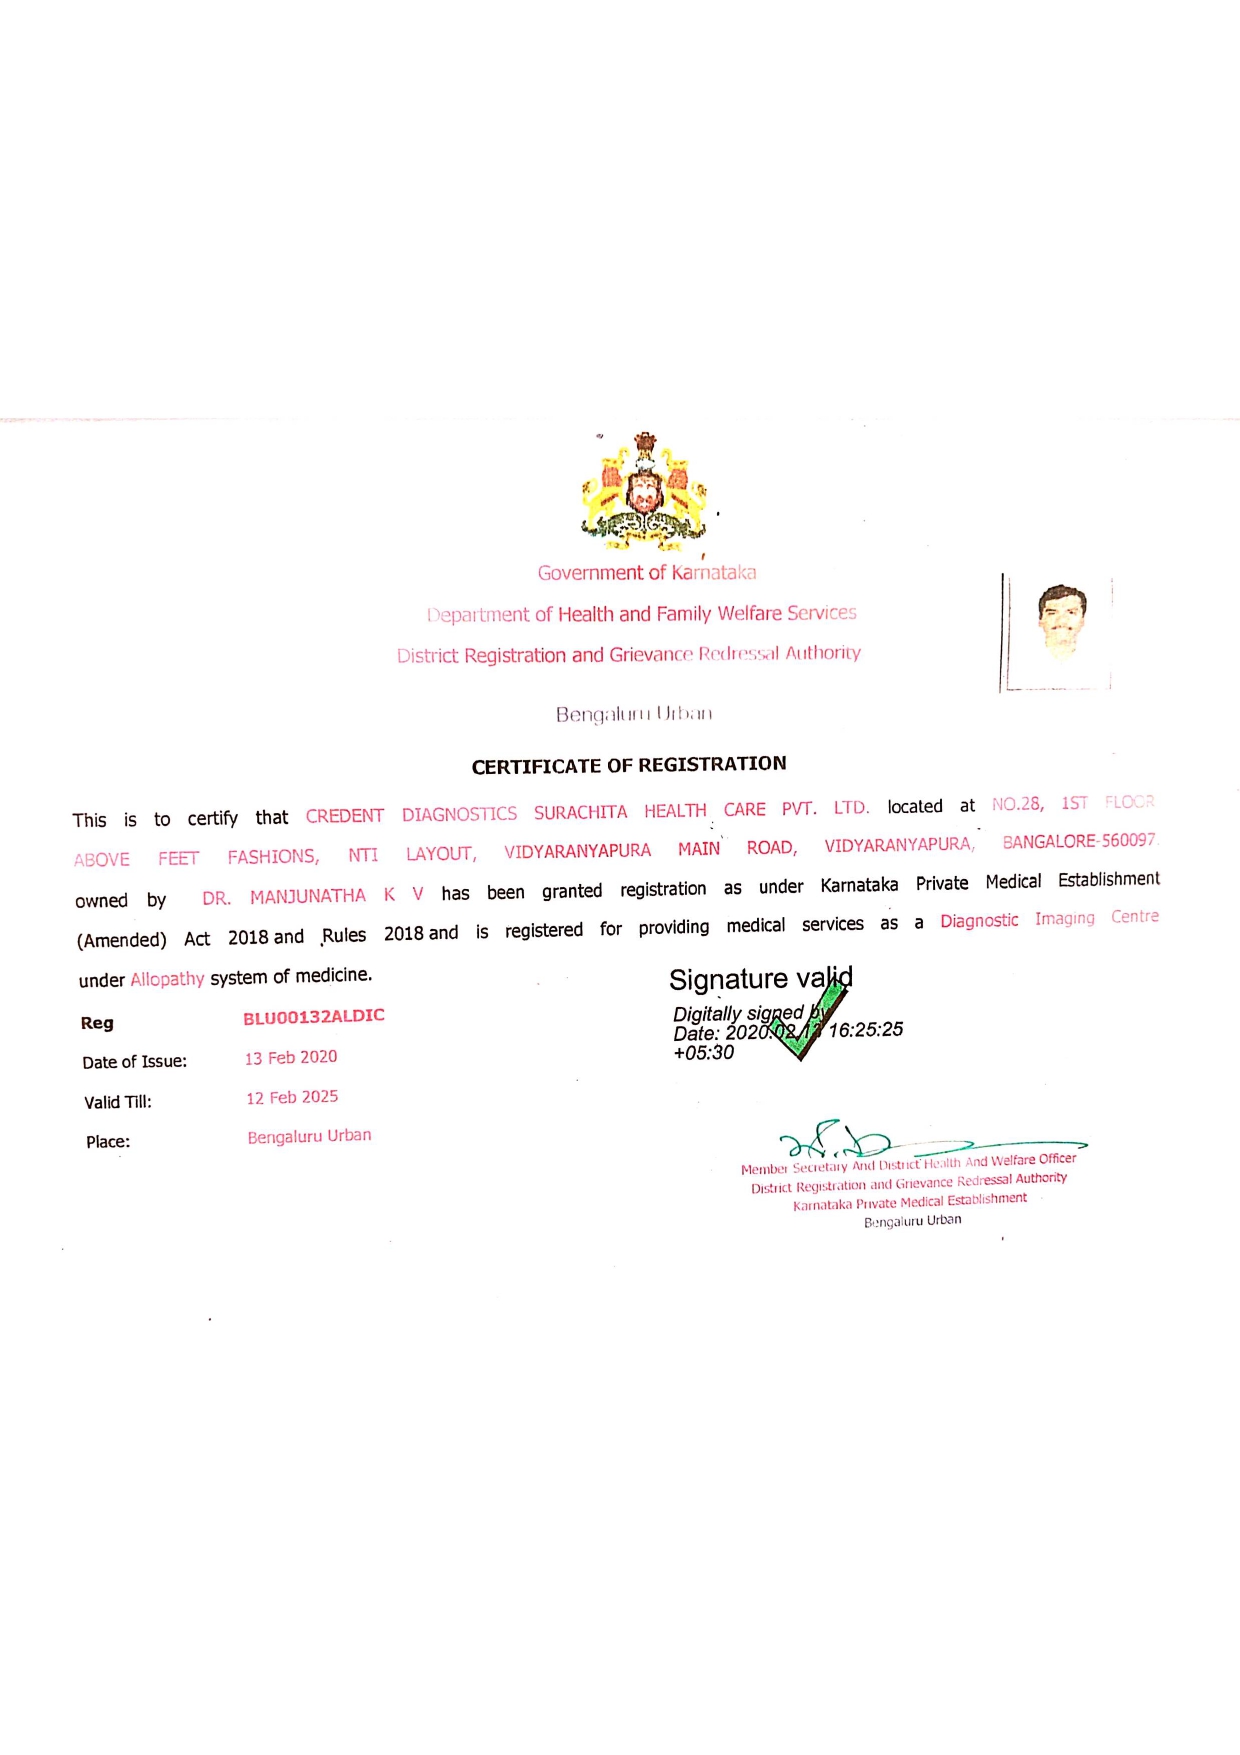 Government of Karnataka
Department of Health and Family Welfare Services
District Registration and Grievance Redressal Authority
Bengaluru Urban
CERTIFICATE OF REGISTRATION
This is to certify that CREDENT DIAGNOSTICS SURACHITA HEALTH CARE PVT. LTD. located at NO.28, 1ST FLOOR
ABOVE FEET FASHIONS, NTI LAYOUT, VIDYARANYAPURA MAIN ROAD, VIDYARANYAPURA, BANGALORE-560097.
owned by DR. MANJUNATHA K V has been granted registration as under Karnataka Private Medical Establishment
(Amended) Act 2018 and Rules 2018 and is registered for providing medical services as a Diagnostic Imaging Centre
under Allopathy system of medicine.
Reg BLU00132ALDIC
Date of Issue: 13 Feb 2020
Valid Till: 12 Feb 2025
Place: Bengaluru Urban
Signature valid
Digitally signed by
Date: 2020.02. 16:25:25
+05:30
Member Secretary And District Health And Welfare Officer
District Registration and Grievance Redressal Authority
Karnataka Private Medical Establishment
Bengaluru Urban